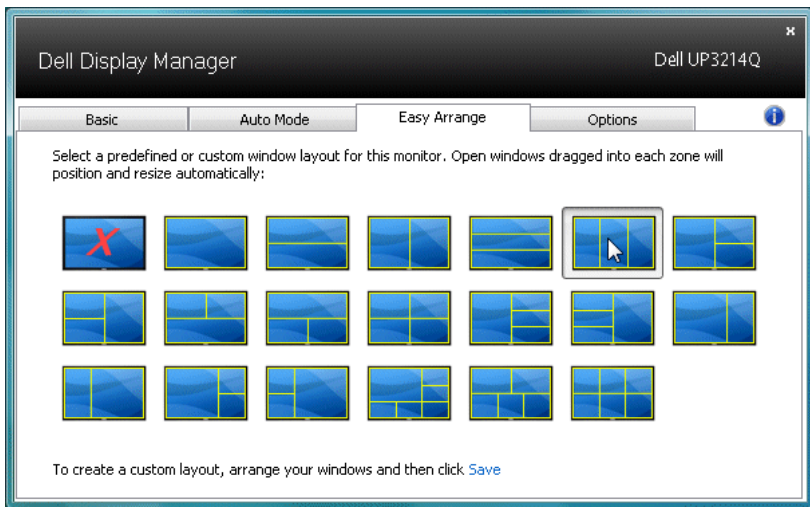 x
Dell Display Manager
Dell UP3214Q
Basic
Auto Mode
Easy Arrange
Options
i
Select a predefined or custom window layout for this monitor. Open windows dragged into each zone will
position and resize automatically:
X
To create a custom layout, arrange your windows and then click Save